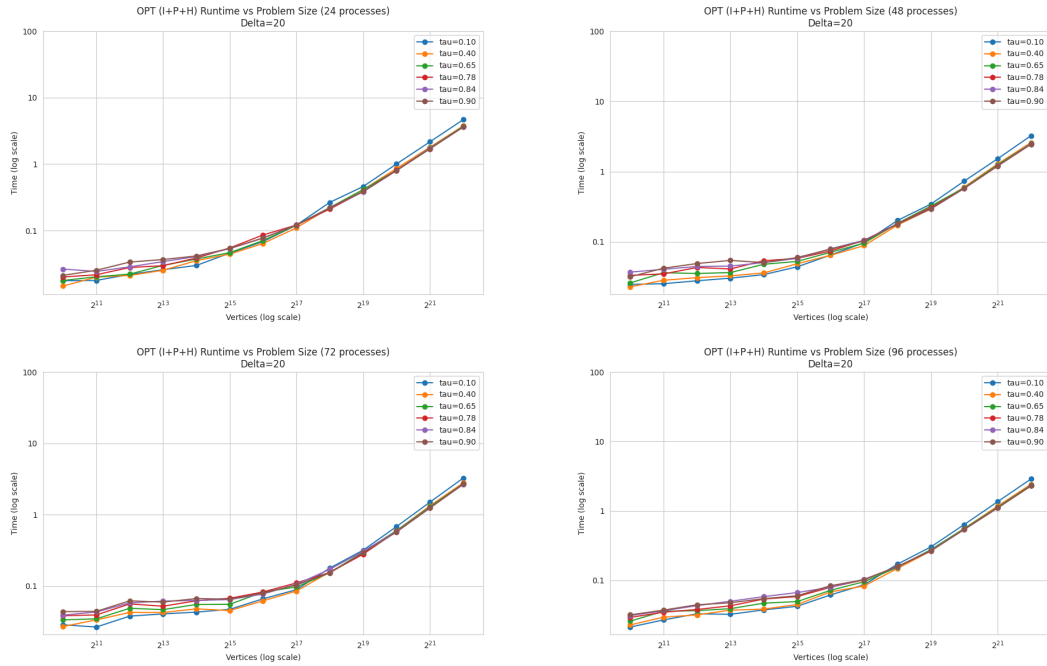 OPT (I+P+H) Runtime vs Problem Size (24 processes)
Delta=20
100
10
1
0.1
Time (log scale)
2^11
2^13
2^15
2^17
2^19
2^21
Vertices (log scale)
tau=0.10
tau=0.40
tau=0.65
tau=0.78
tau=0.84
tau=0.90
OPT (I+P+H) Runtime vs Problem Size (48 processes)
Delta=20
100
10
1
0.1
Time (log scale)
2^11
2^13
2^15
2^17
2^19
2^21
Vertices (log scale)
tau=0.10
tau=0.40
tau=0.65
tau=0.78
tau=0.84
tau=0.90
OPT (I+P+H) Runtime vs Problem Size (72 processes)
Delta=20
100
10
1
0.1
Time (log scale)
2^11
2^13
2^15
2^17
2^19
2^21
Vertices (log scale)
tau=0.10
tau=0.40
tau=0.65
tau=0.78
tau=0.84
tau=0.90
OPT (I+P+H) Runtime vs Problem Size (96 processes)
Delta=20
100
10
1
0.1
Time (log scale)
2^11
2^13
2^15
2^17
2^19
2^21
Vertices (log scale)
tau=0.10
tau=0.40
tau=0.65
tau=0.78
tau=0.84
tau=0.90